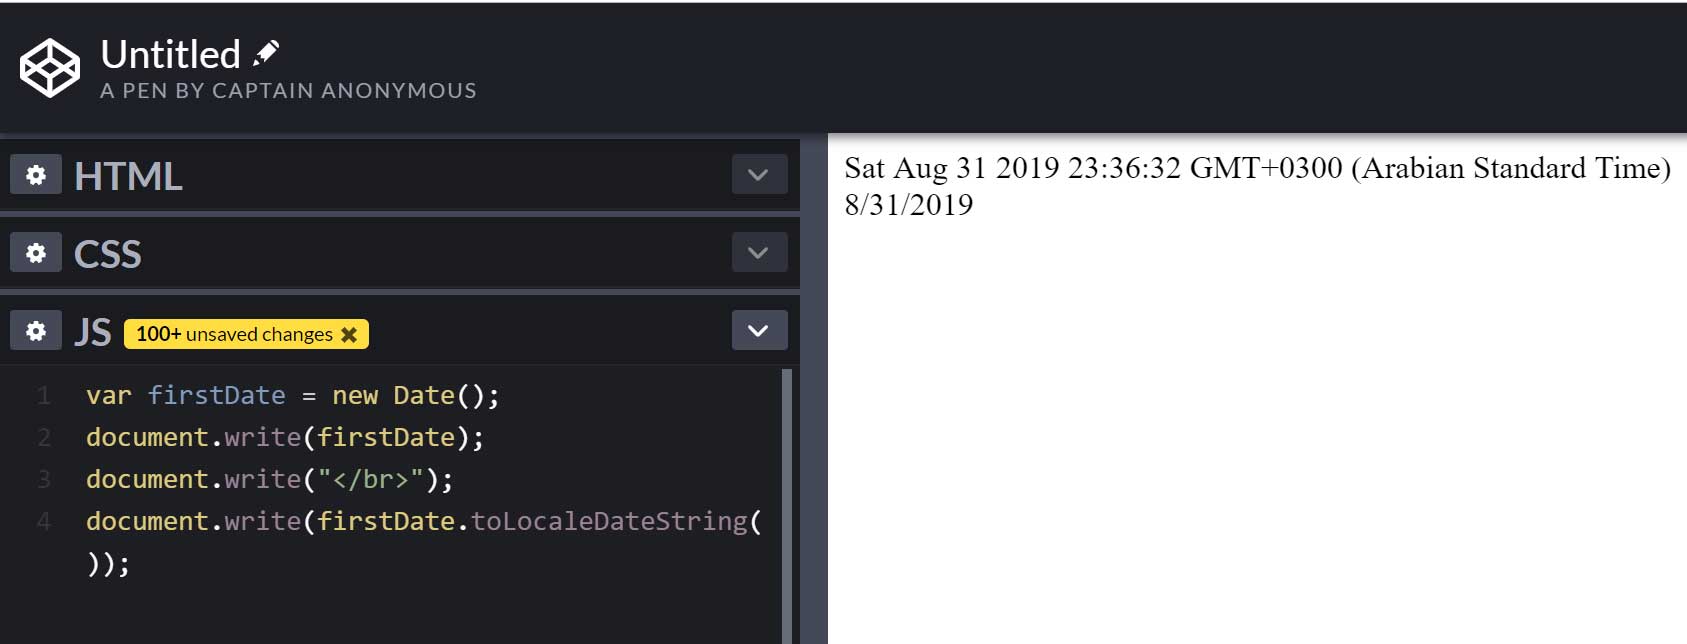 Untitled
A PEN BY CAPTAIN ANONYMOUS
HTML
CSS
JS 100+ unsaved changes
1 var firstDate = new Date();
2 document.write(firstDate);
3 document.write("</br>");
4 document.write(firstDate.toLocaleDateString(
));
Sat Aug 31 2019 23:36:32 GMT+0300 (Arabian Standard Time)
8/31/2019